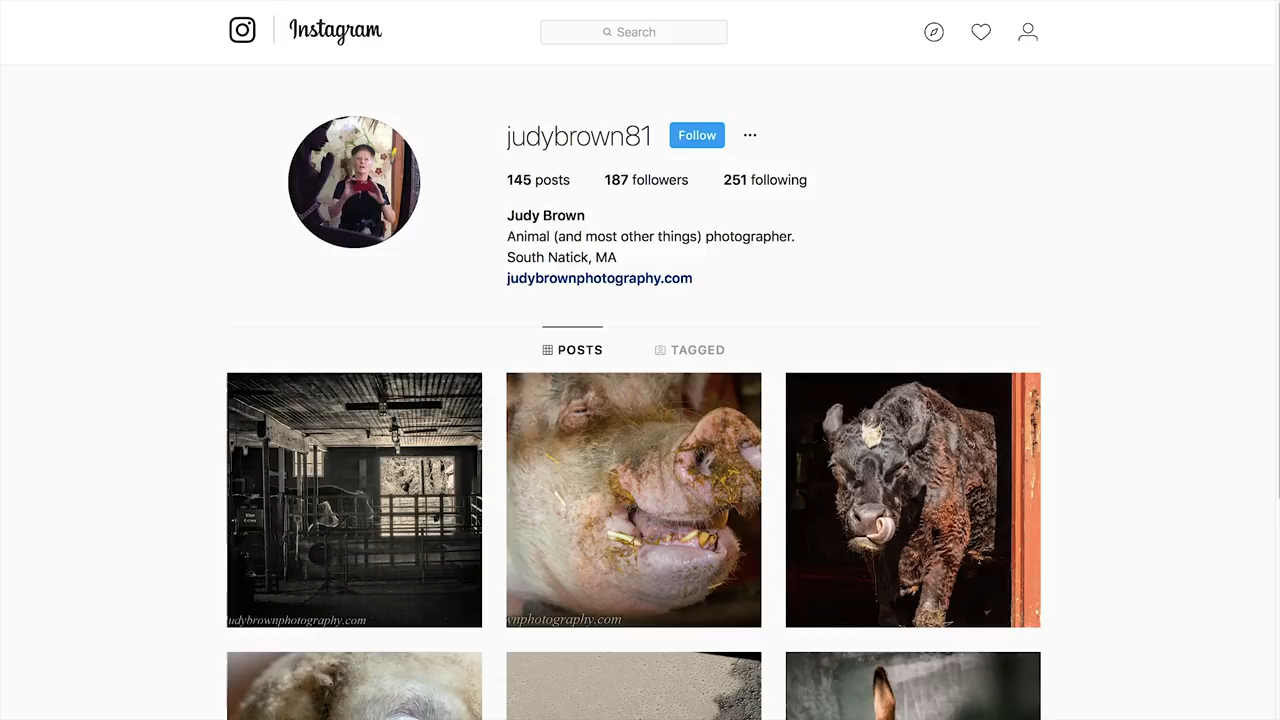 Instagram
Search
judybrown81 Follow
145 posts 187 followers 251 following
Judy Brown
Animal (and most other things) photographer.
South Natick, MA
judybrownphotography.com
POSTS TAGGED
udybrownphotography.com
wnphotography.com